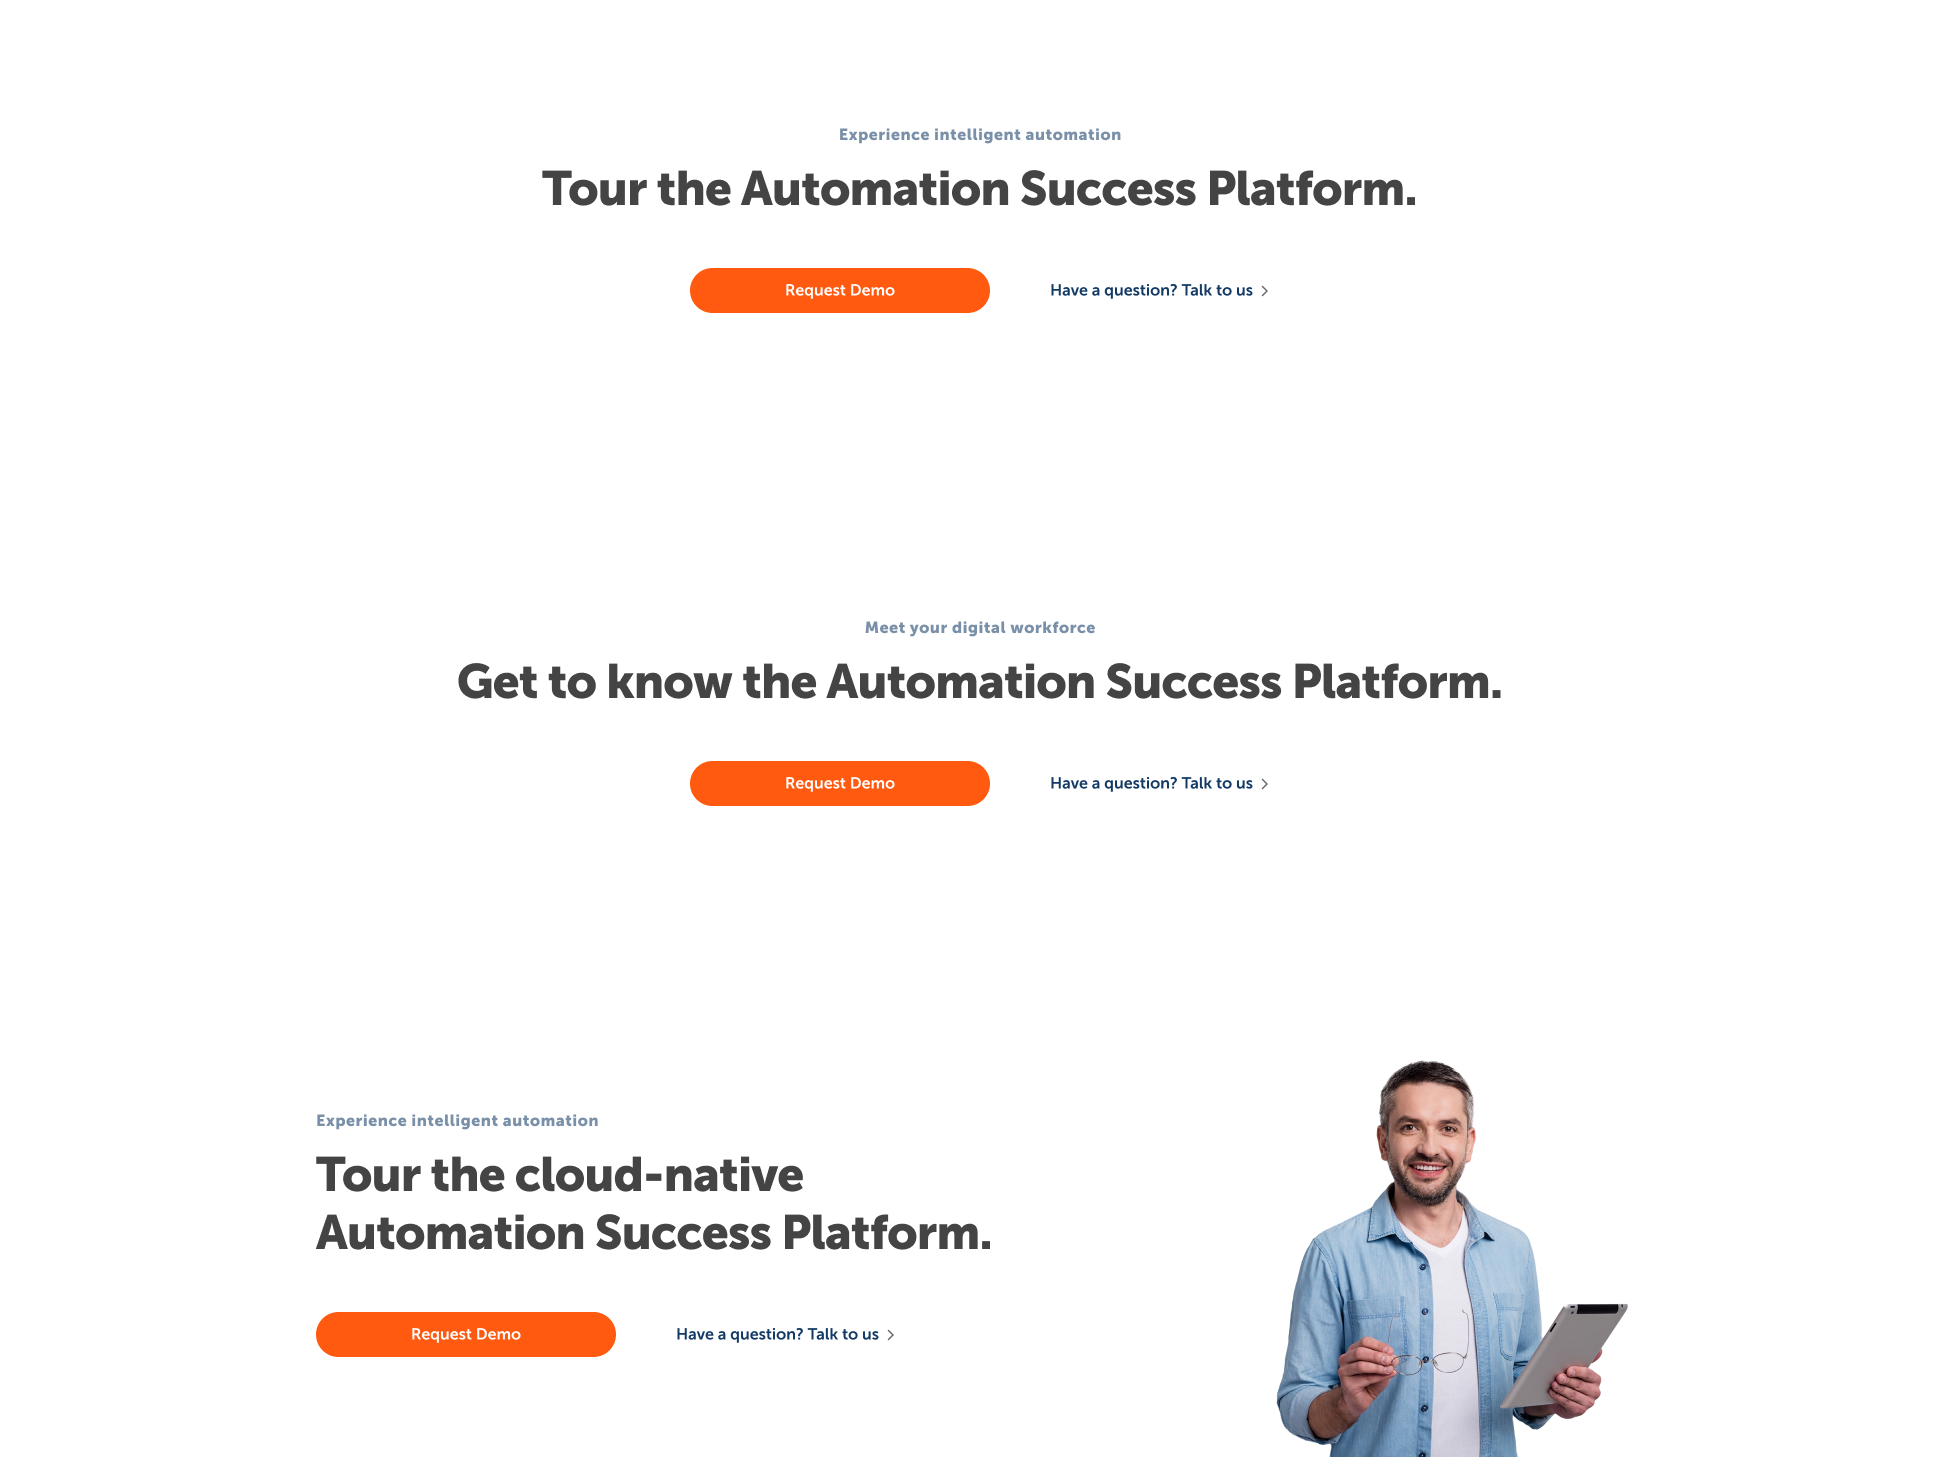 Experience intelligent automation
Tour the Automation Success Platform.
Request Demo
Have a question? Talk to us
Meet your digital workforce
Get to know the Automation Success Platform.
Request Demo
Have a question? Talk to us
Experience intelligent automation
Tour the cloud-native
Automation Success Platform.
Request Demo
Have a question? Talk to us